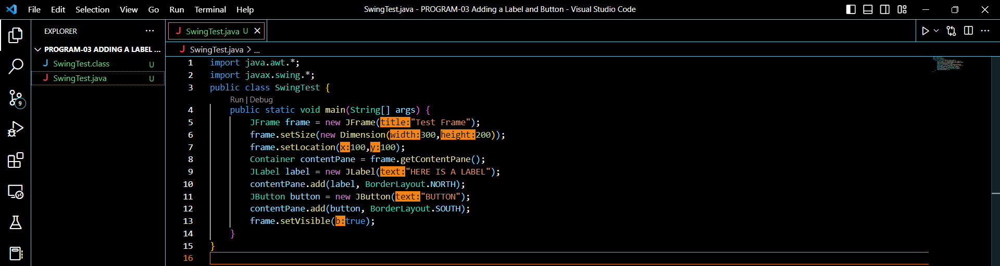 File Edit Selection View Go Run Terminal Help
SwingTest.java - PROGRAM-03 Adding a Label and Button - Visual Studio Code
EXPLORER
PROGRAM-03 ADDING A LABEL ...
SwingTest.class U
SwingTest.java U
9
SwingTest.java U
SwingTest.java > ...
1 import java.awt.*;
2 import javax.swing.*;
3 public class SwingTest {
Run | Debug
4 public static void main(String[] args) {
5 JFrame frame = new JFrame(title:"Test Frame");
6 frame.setSize(new Dimension(width:300,height:200));
7 frame.setLocation(x:100,y:100);
8 Container contentPane = frame.getContentPane();
9 JLabel label = new JLabel(text:"HERE IS A LABEL");
10 contentPane.add(label, BorderLayout.NORTH);
11 JButton button = new JButton(text:"BUTTON");
12 contentPane.add(button, BorderLayout.SOUTH);
13 frame.setVisible(b:true);
14 }
15 }
16